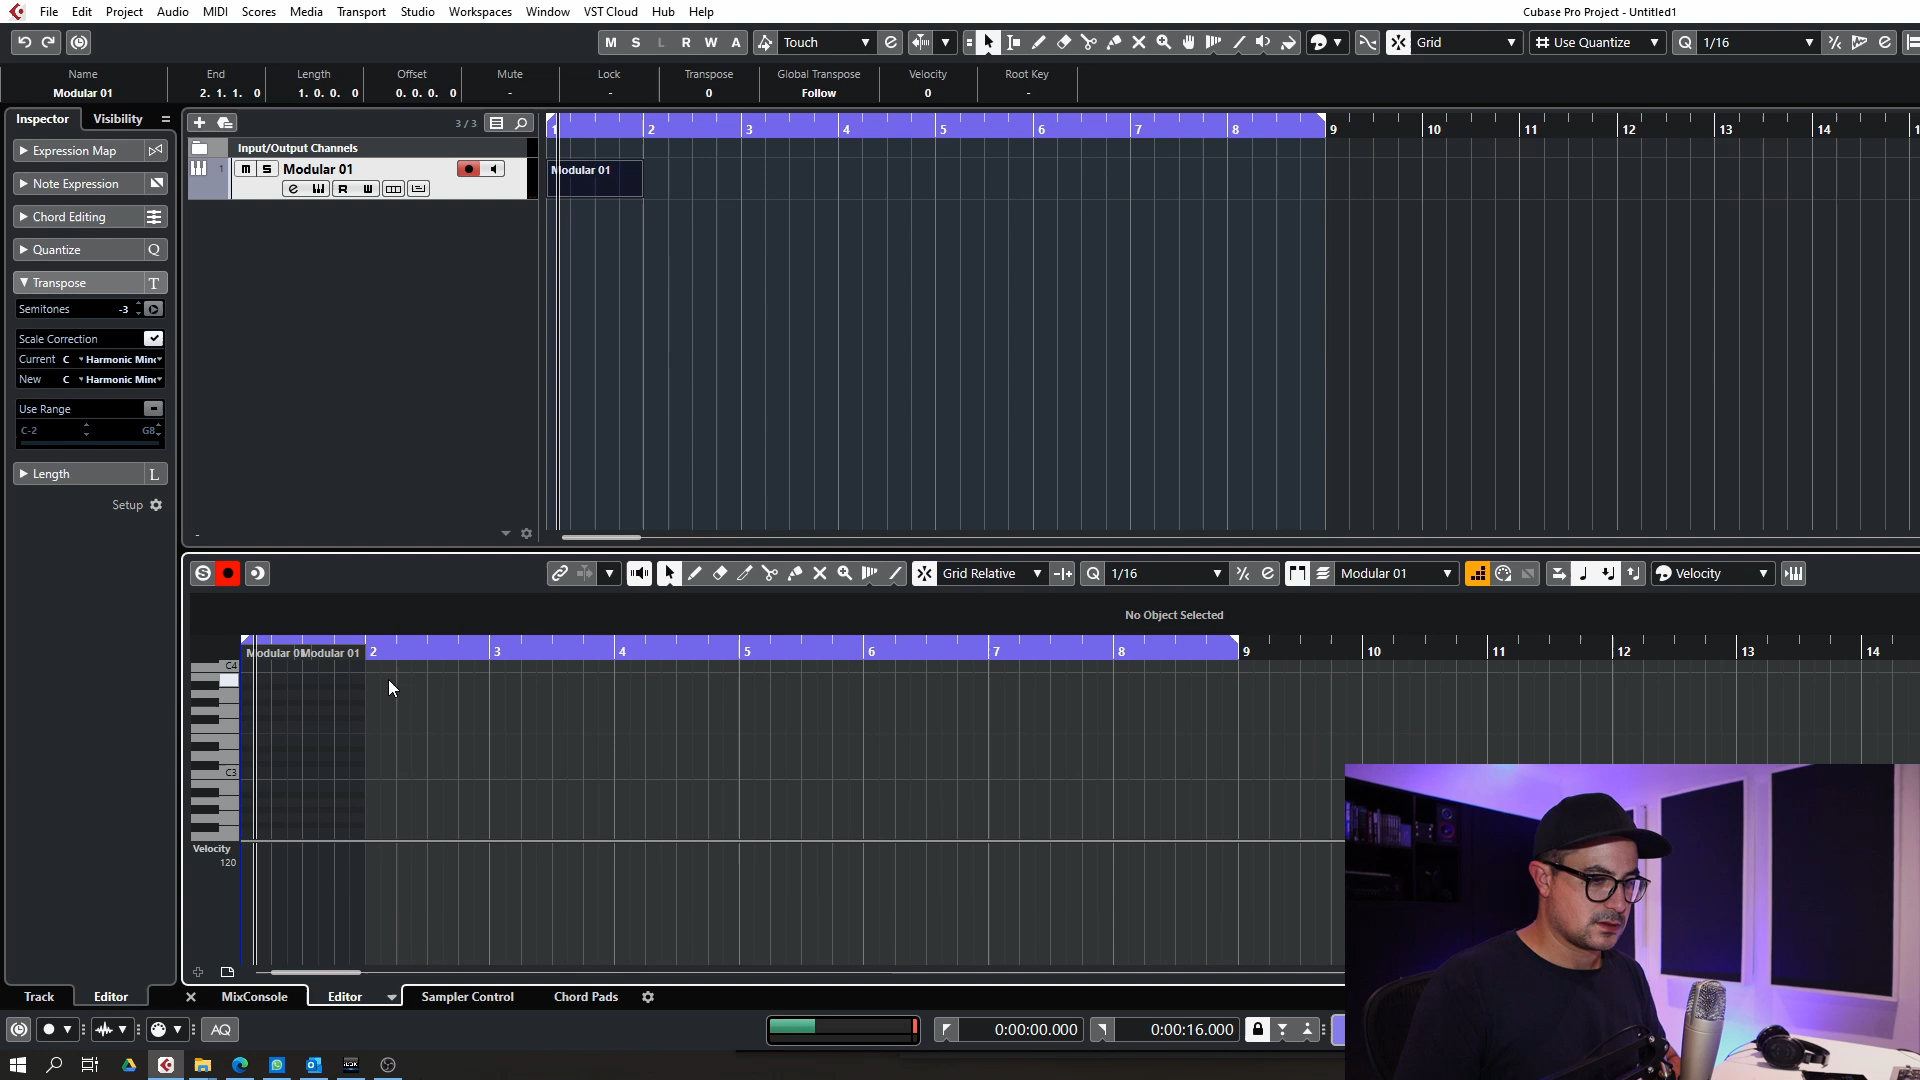 File Edit Project Audio MIDI Scores Media Transport Studio Workspaces Window VST Cloud Hub Help
Cubase Pro Project - Untitled1
M S L R W A Touch Grid Use Quantize 1/16
Name End Length Offset Mute Lock Transpose Global Transpose Velocity Root Key
Modular 01 2. 1. 1. 0 1. 0. 0. 0 0. 0. 0. 0 - - 0 Follow 0 -
Inspector Visibility
3 / 3
1 2 3 4 5 6 7 8 9 10 11 12 13 14
Input/Output Channels
1 m S Modular 01
R W
Modular 01
Expression Map
Note Expression
Chord Editing
Quantize Q
Transpose T
Semitones -3
Scale Correction
Current C Harmonic Min
New C Harmonic Min
Use Range
C-2 G8
Length L
Setup
S Grid Relative Q 1/16 Modular 01 Velocity
No Object Selected
Modular 0 Modular 01 2 3 4 5 6 7 8 9 10 11 12 13 14
C4
C3
Velocity
120
Track Editor MixConsole Editor Sampler Control Chord Pads
AQ 0:00:00.000 0:00:16.000